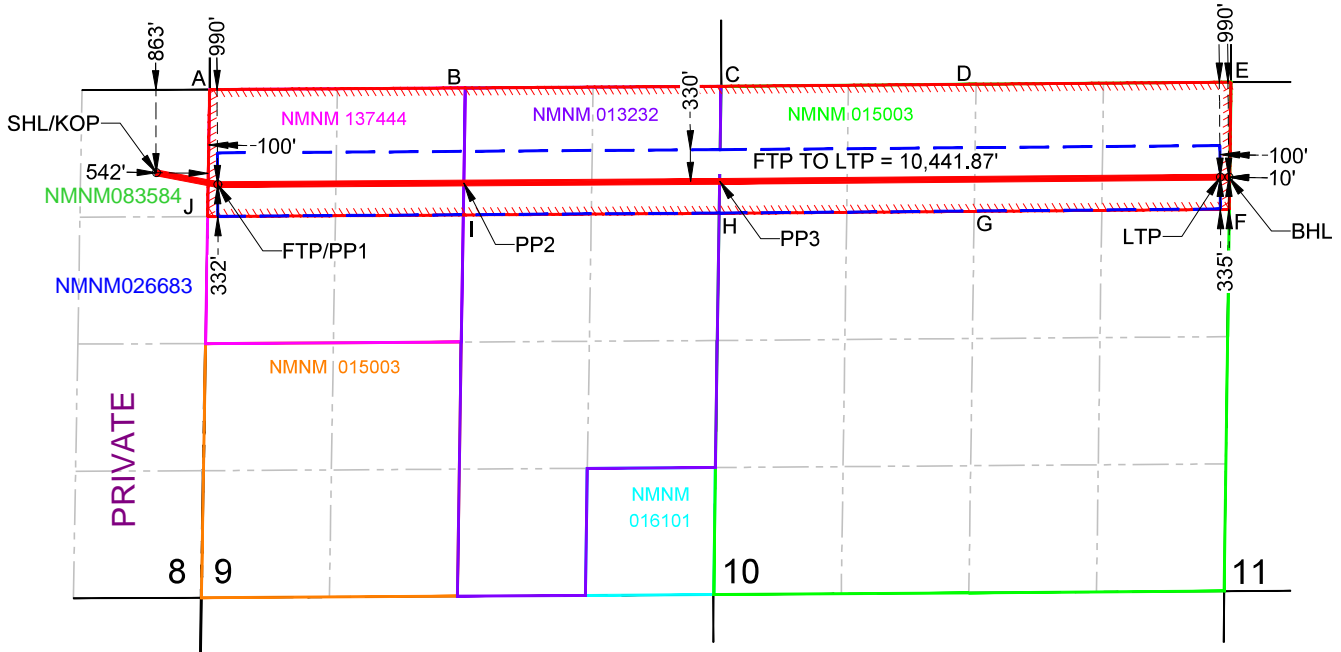 863'
990'
990'
A
B
C
D
E
330'
NMNM 137444
NMNM 013232
NMNM 015003
SHL/KOP
100'
FTP TO LTP = 10,441.87'
100'
542'
10'
NMNM083584
J
I
H
G
F
FTP/PP1
PP2
PP3
LTP
BHL
332'
335'
NMNM026683
NMNM 015003
PRIVATE
NMNM
016101
8
9
10
11